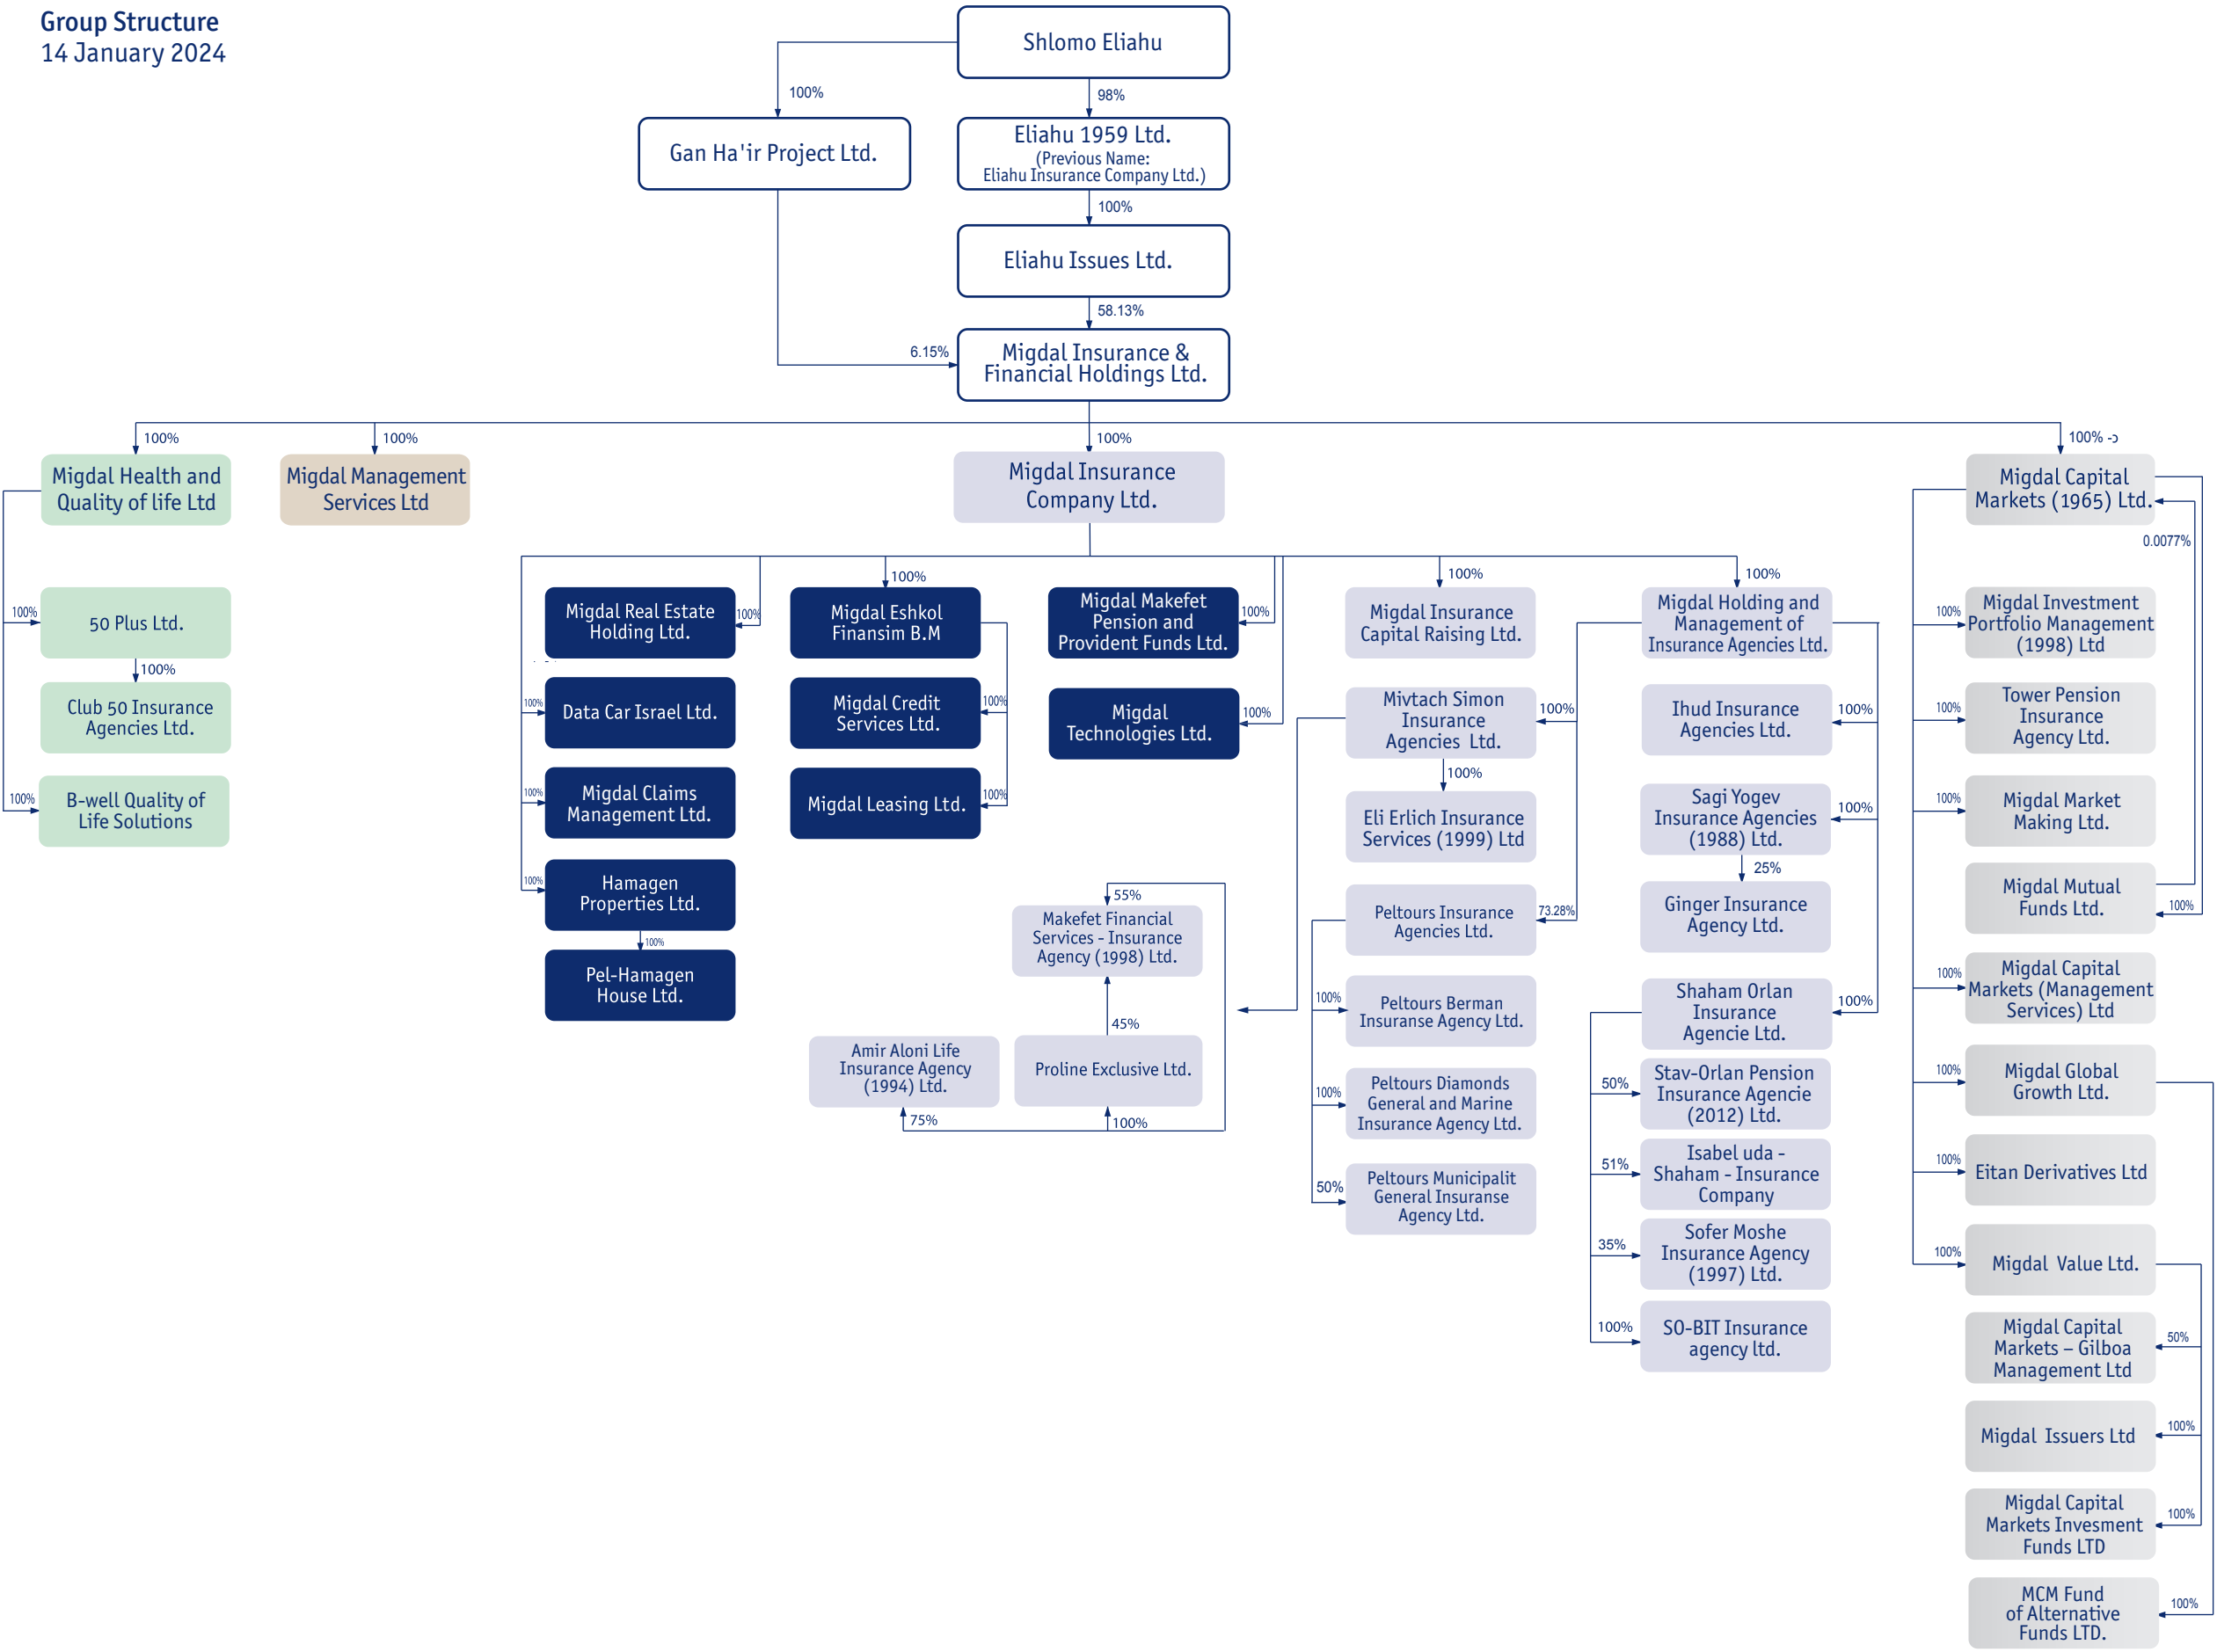 Group Structure
14 January 2024
Shlomo Eliahu
100%
98%
Gan Ha'ir Project Ltd.
Eliahu 1959 Ltd.
(Previous Name:
Eliahu Insurance Company Ltd.)
100%
Eliahu Issues Ltd.
58.13%
6.15%
Migdal Insurance &
Financial Holdings Ltd.
100%
100%
100%
100% -כ
Migdal Health and
Quality of life Ltd
Migdal Management
Services Ltd
Migdal Insurance
Company Ltd.
Migdal Capital
Markets (1965) Ltd.
0.0077%
100%
50 Plus Ltd.
100%
Club 50 Insurance
Agencies Ltd.
100%
B-well Quality of
Life Solutions
Migdal Real Estate
Holding Ltd.
100%
100%
Data Car Israel Ltd.
100%
Migdal Claims
Management Ltd.
100%
Hamagen
Properties Ltd.
100%
Pel-Hamagen
House Ltd.
100%
Migdal Eshkol
Finansim B.M
Migdal Credit
Services Ltd.
100%
Migdal Leasing Ltd.
100%
Migdal Makefet
Pension and
Provident Funds Ltd.
100%
Migdal
Technologies Ltd.
100%
55%
Makefet Financial
Services - Insurance
Agency (1998) Ltd.
45%
Amir Aloni Life
Insurance Agency
(1994) Ltd.
Proline Exclusive Ltd.
75%
100%
100%
Migdal Insurance
Capital Raising Ltd.
Mivtach Simon
Insurance
Agencies Ltd.
100%
100%
Eli Erlich Insurance
Services (1999) Ltd
Peltours Insurance
Agencies Ltd.
73.28%
100%
Peltours Berman
Insuranse Agency Ltd.
100%
Peltours Diamonds
General and Marine
Insurance Agency Ltd.
50%
Peltours Municipalit
General Insuranse
Agency Ltd.
100%
Migdal Holding and
Management of
Insurance Agencies Ltd.
Ihud Insurance
Agencies Ltd.
100%
Sagi Yogev
Insurance Agencies
(1988) Ltd.
100%
25%
Ginger Insurance
Agency Ltd.
Shaham Orlan
Insurance
Agencie Ltd.
100%
50%
Stav-Orlan Pension
Insurance Agencie
(2012) Ltd.
51%
Isabel uda -
Shaham - Insurance
Company
35%
Sofer Moshe
Insurance Agency
(1997) Ltd.
100%
SO-BIT Insurance
agency ltd.
100%
Migdal Investment
Portfolio Management
(1998) Ltd
100%
Tower Pension
Insurance
Agency Ltd.
100%
Migdal Market
Making Ltd.
Migdal Mutual
Funds Ltd.
100%
100%
Migdal Capital
Markets (Management
Services) Ltd
100%
Migdal Global
Growth Ltd.
100%
Eitan Derivatives Ltd
100%
Migdal Value Ltd.
Migdal Capital
Markets – Gilboa
Management Ltd
50%
Migdal Issuers Ltd
100%
Migdal Capital
Markets Invesment
Funds LTD
100%
MCM Fund
of Alternative
Funds LTD.
100%